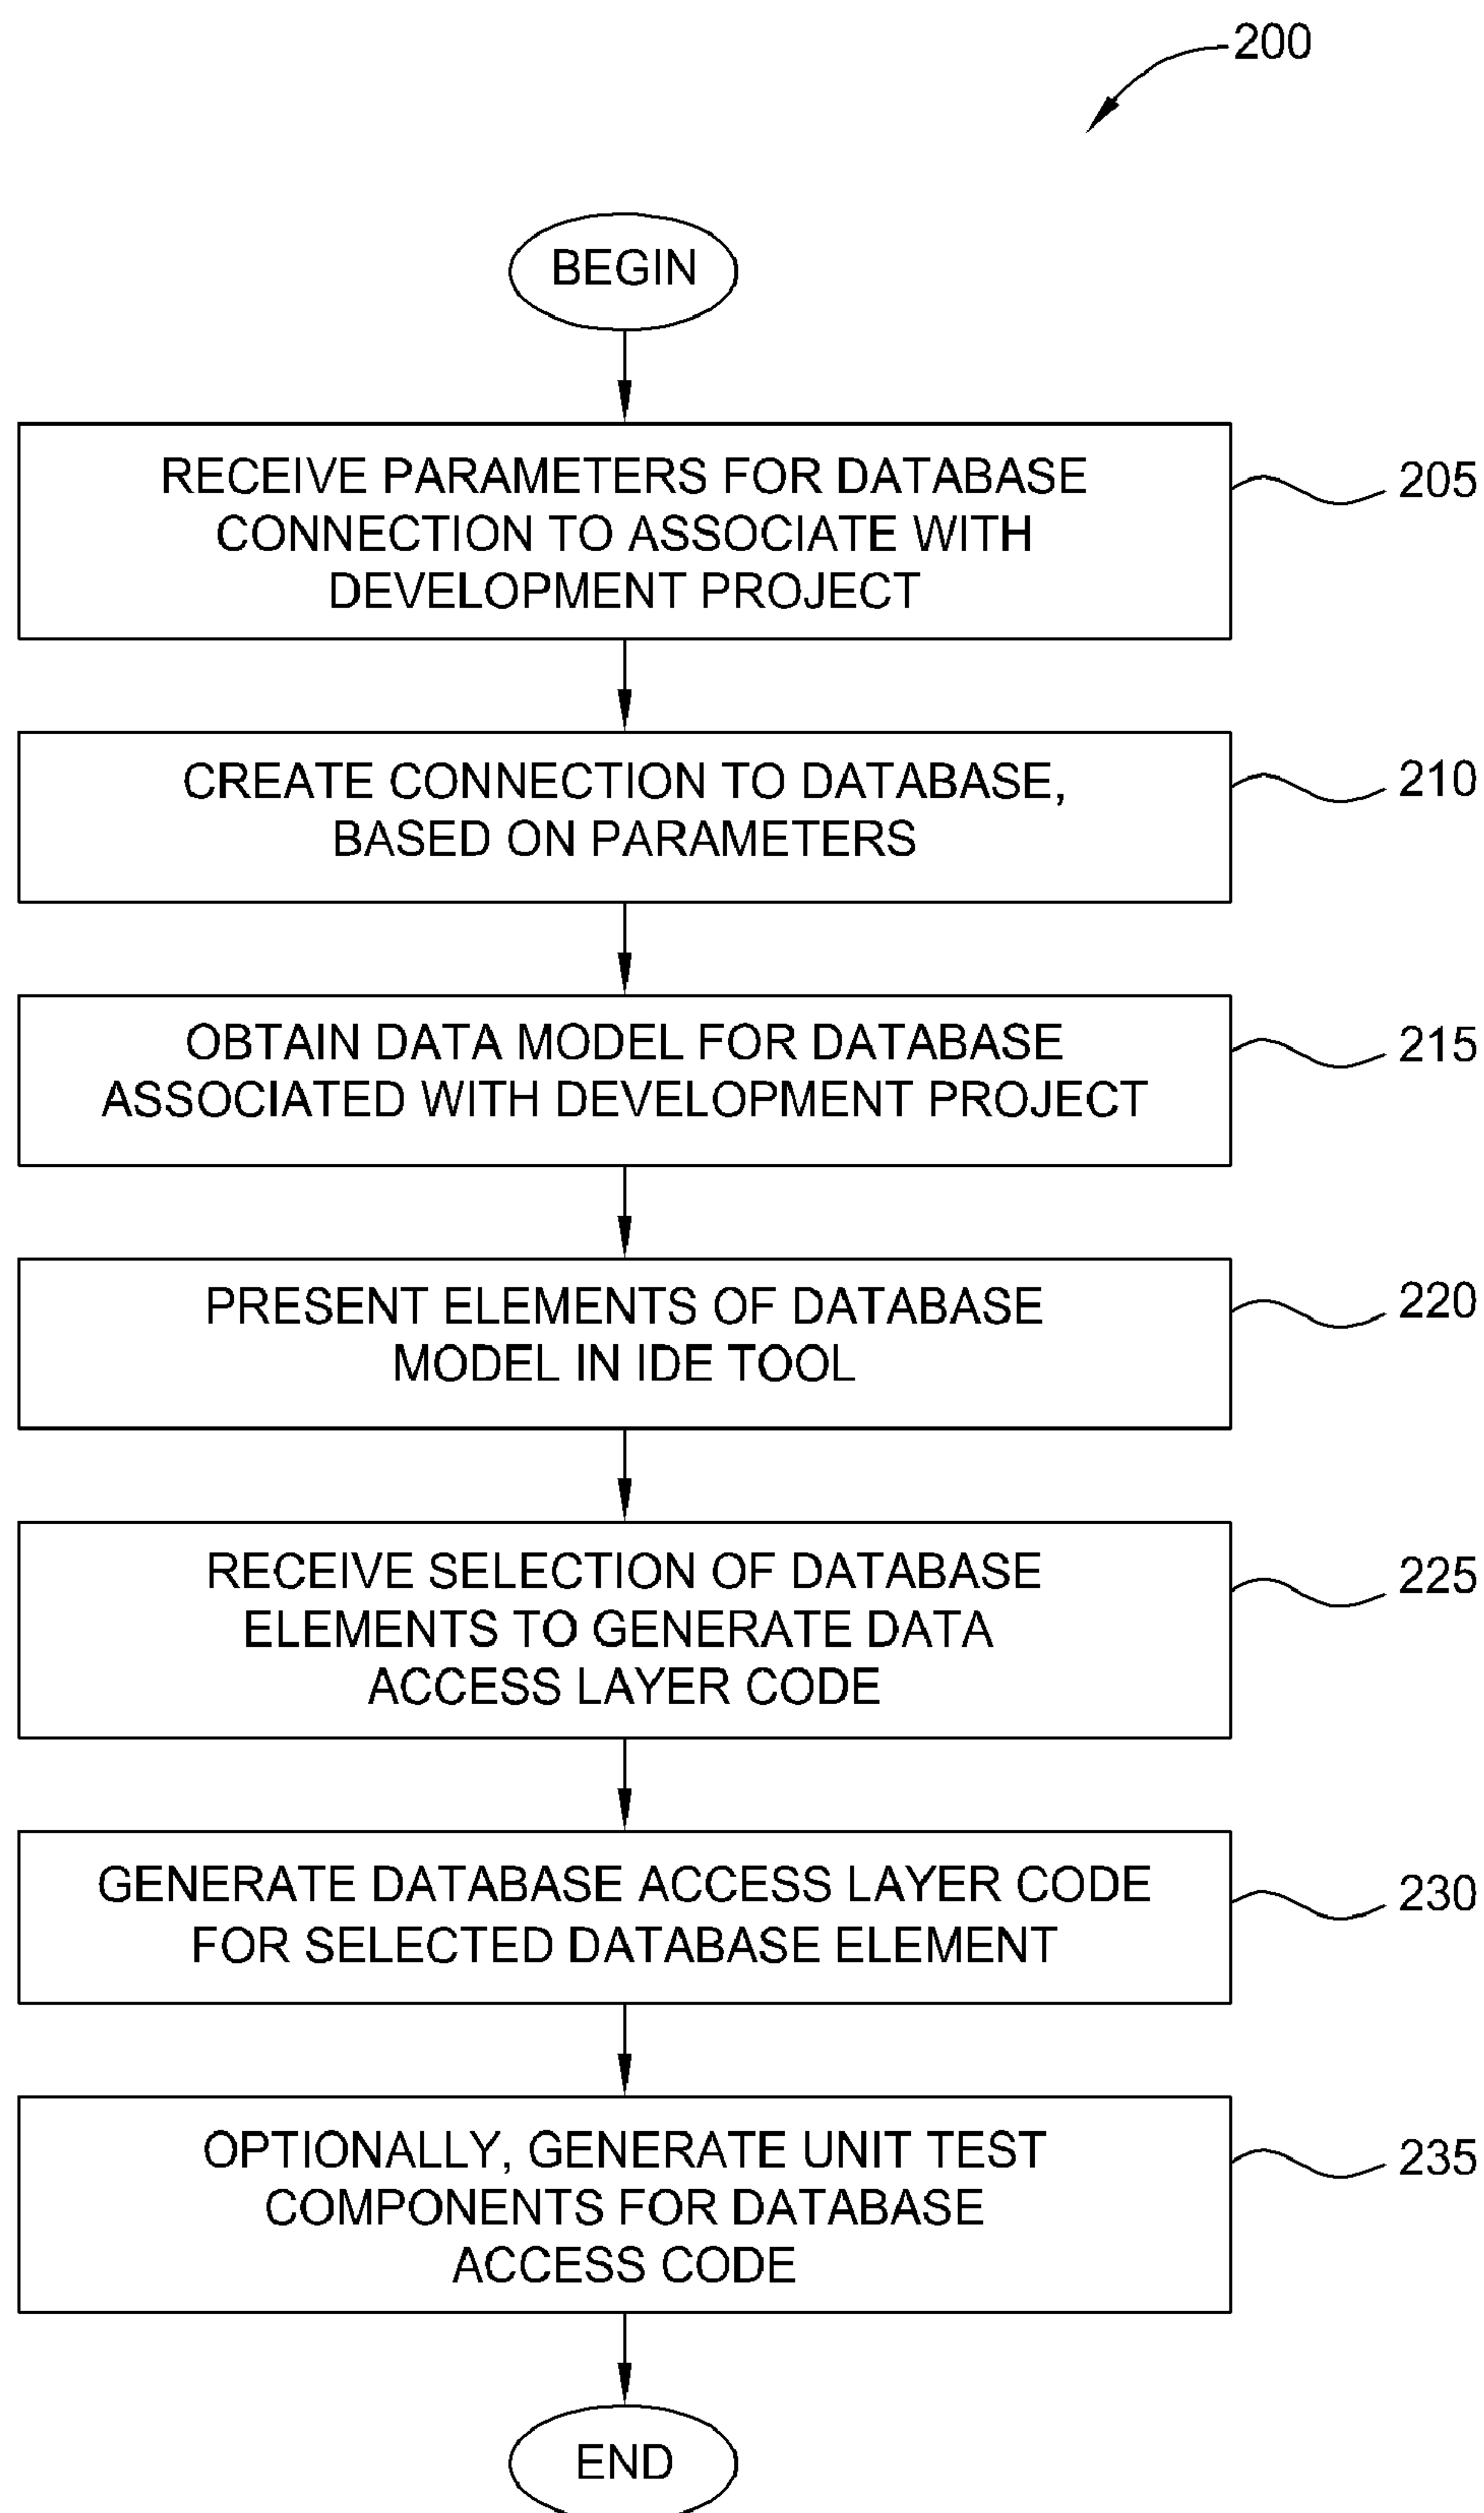 200
BEGIN
RECEIVE PARAMETERS FOR DATABASE
CONNECTION TO ASSOCIATE WITH
DEVELOPMENT PROJECT
205
CREATE CONNECTION TO DATABASE,
BASED ON PARAMETERS
210
OBTAIN DATA MODEL FOR DATABASE
ASSOCIATED WITH DEVELOPMENT PROJECT
215
PRESENT ELEMENTS OF DATABASE
MODEL IN IDE TOOL
220
RECEIVE SELECTION OF DATABASE
ELEMENTS TO GENERATE DATA
ACCESS LAYER CODE
225
GENERATE DATABASE ACCESS LAYER CODE
FOR SELECTED DATABASE ELEMENT
230
OPTIONALLY, GENERATE UNIT TEST
COMPONENTS FOR DATABASE
ACCESS CODE
235
END